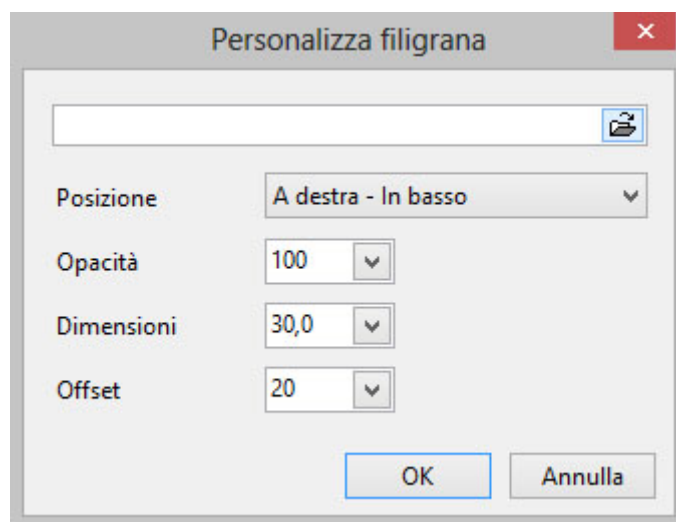 Personalizza filigrana
Posizione A destra - In basso
Opacità 100
Dimensioni 30,0
Offset 20
OK Annulla